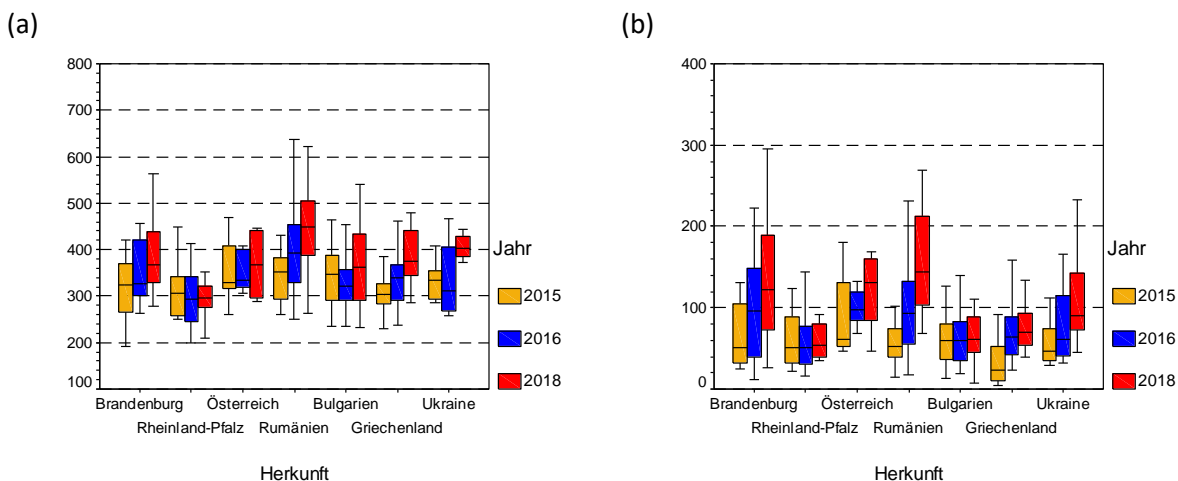 (a)
800
700
600
500
400
300
200
100
Brandenburg
Österreich
Bulgarien
Ukraine
Rheinland-Pfalz
Rumänien
Griechenland
Herkunft
Jahr
2015
2016
2018
(b)
400
300
200
100
0
Brandenburg
Österreich
Bulgarien
Ukraine
Rheinland-Pfalz
Rumänien
Griechenland
Herkunft
Jahr
2015
2016
2018